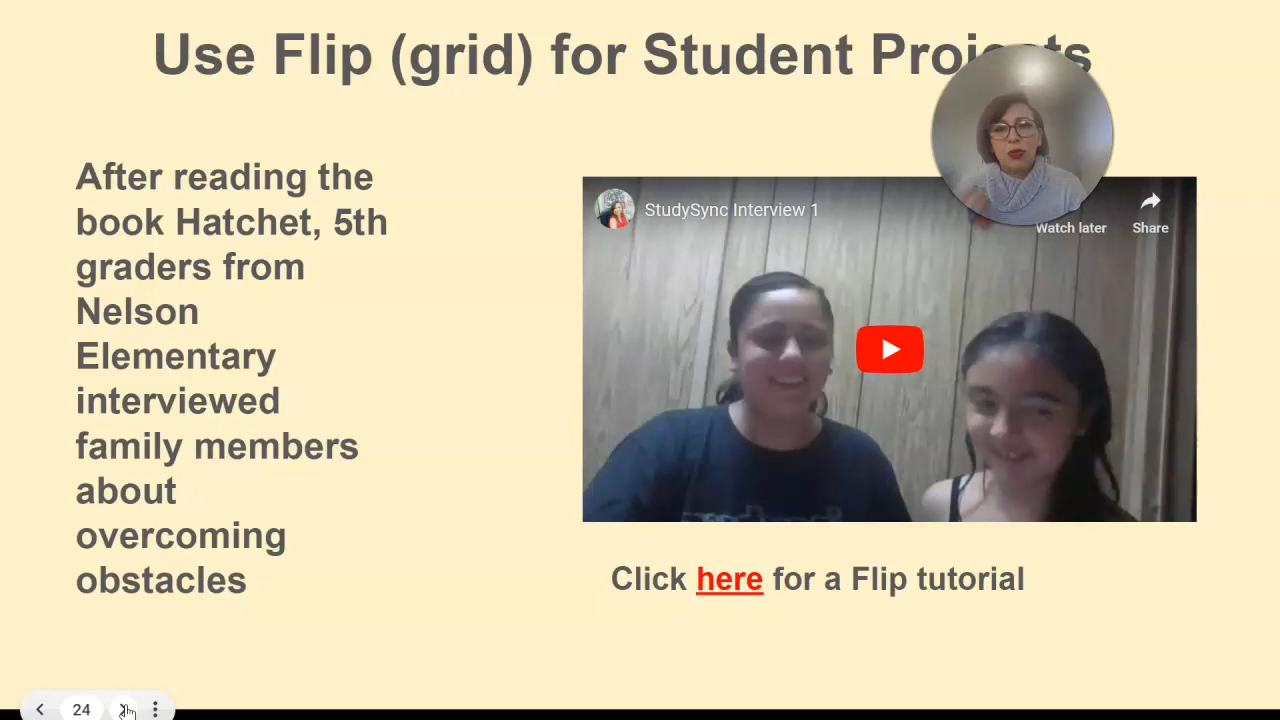 Use Flip (grid) for Student Projects
After reading the
book Hatchet, 5th
graders from
Nelson
Elementary
interviewed
family members
about
overcoming
obstacles
StudySync Interview 1
Watch later
Share
Click here for a Flip tutorial
24